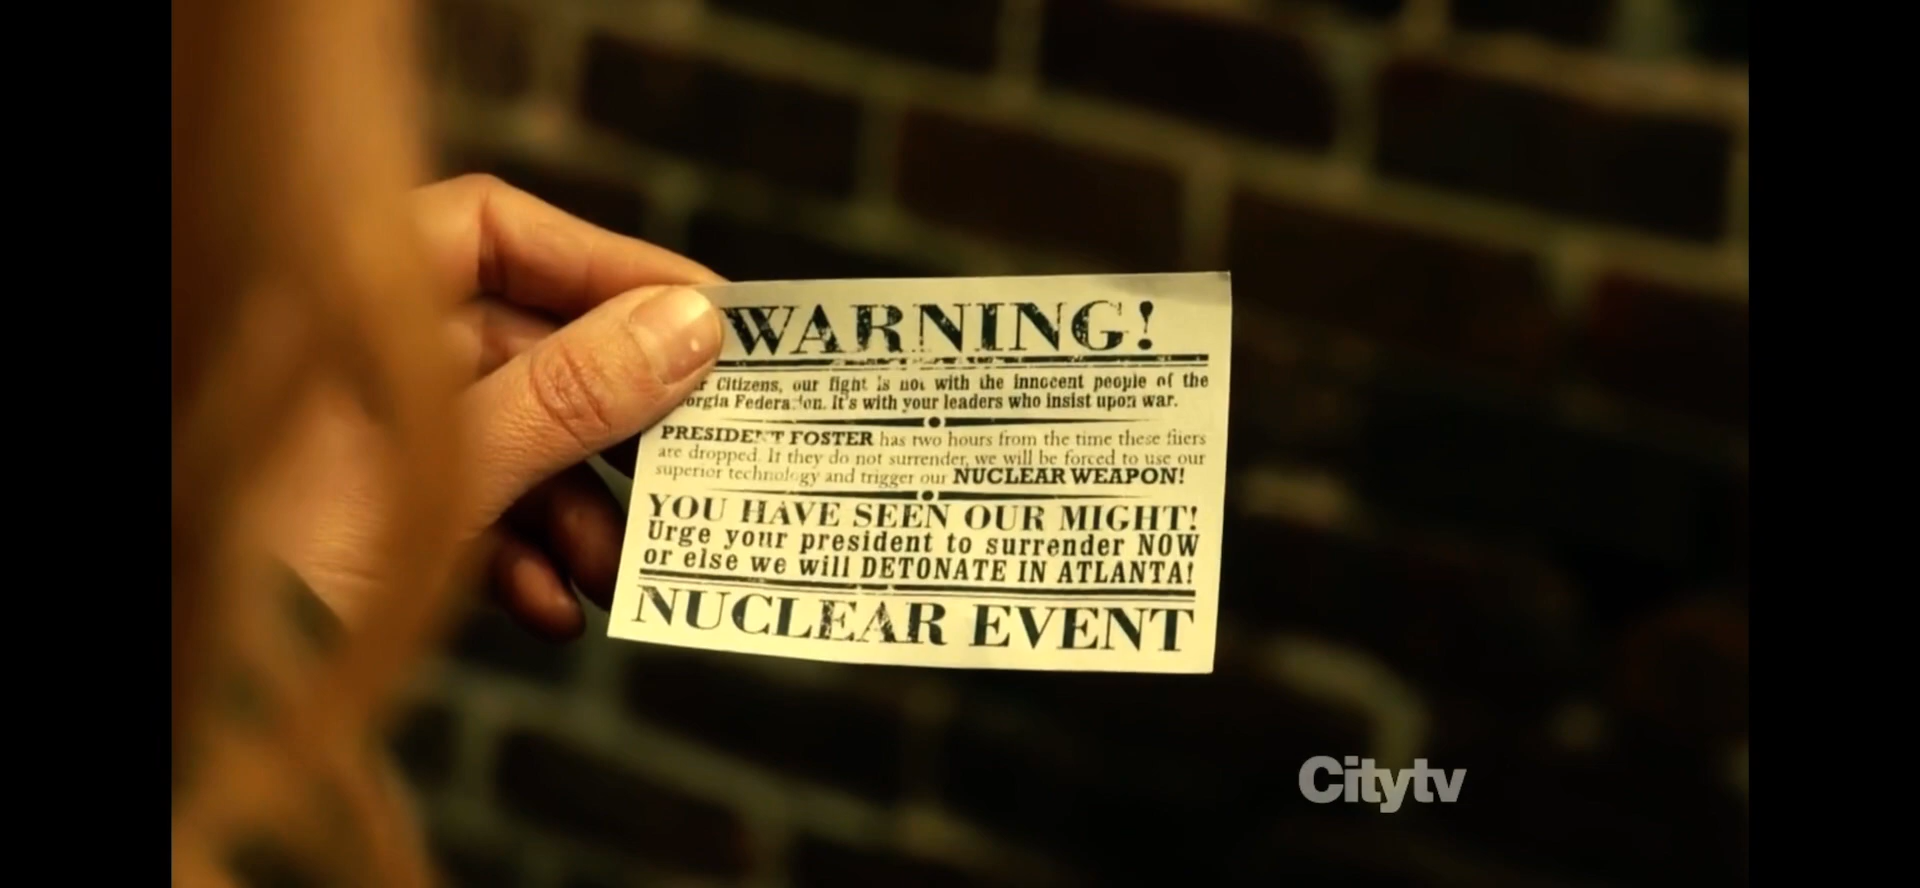 WARNING!
Citizens, our fight is not with the innocent people of the
Federation. It's with your leaders who insist upon war.
PRESIDENT FOSTER has two hours from the time these fliers
are dropped. If they do not surrender, we will be forced to use our
superior technology and trigger our NUCLEAR WEAPON!
YOU HAVE SEEN OUR MIGHT!
Urge your president to surrender NOW
or else we will DETONATE IN ATLANTA!
NUCLEAR EVENT
Citytv